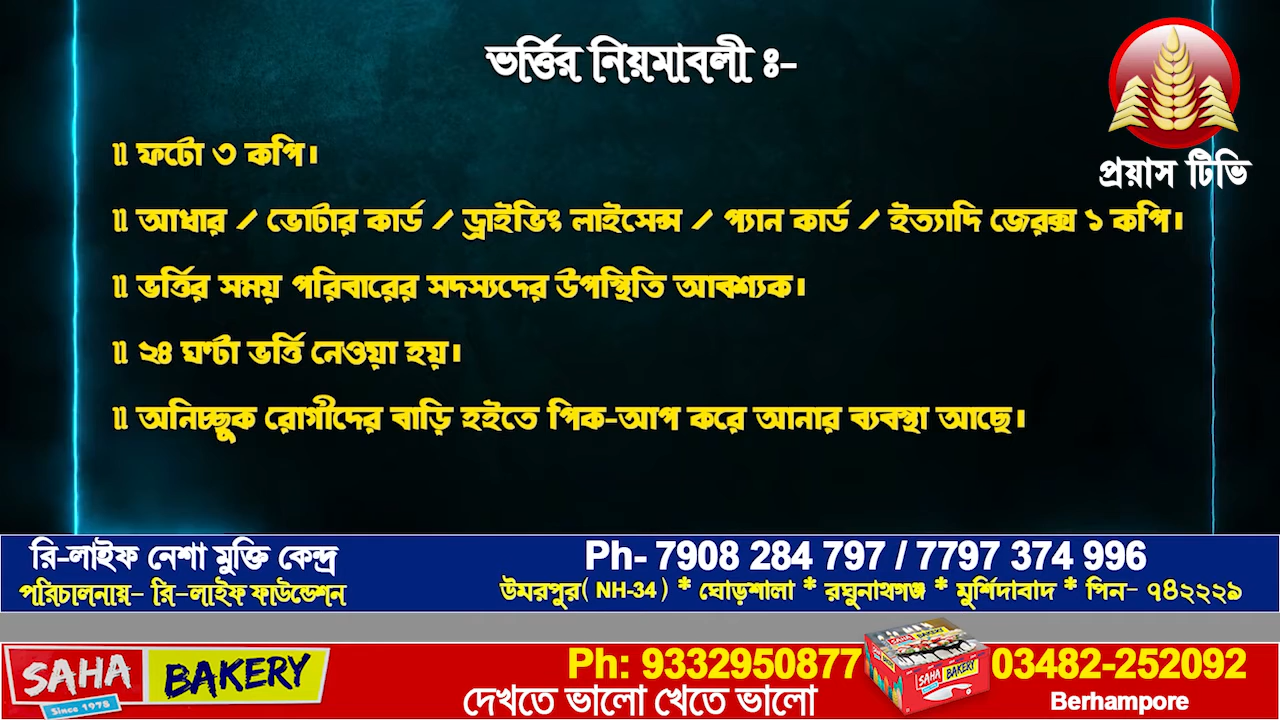 ভর্ত্তির নিয়মাবলী ঃ-
প্রয়াস টিভি
॥ ফটো ৩ কপি।
॥ আধার / ভোটার কার্ড / ড্রাইভিং লাইসেন্স / প্যান কার্ড / ইত্যাদি জেরক্স ১ কপি।
॥ ভর্ত্তির সময় পরিবারের সদস্যদের উপস্থিতি আবশ্যক।
॥ ২৪ ঘণ্টা ভর্ত্তি নেওয়া হয়।
॥ অনিচ্ছুক রোগীদের বাড়ি হইতে পিক-আপ করে আনার ব্যবস্থা আছে।
রি-লাইফ নেশা মুক্তি কেন্দ্র
পরিচালনায়- রি-লাইফ ফাউন্ডেশন
Ph- 7908 284 797 / 7797 374 996
উমরপুর( NH-34 ) * ঘোড়শালা * রঘুনাথগঞ্জ * মুর্শিদাবাদ * পিন- ৭৪২২২৯
SAHA BAKERY
Since 1978
Ph: 9332950877
দেখতে ভালো খেতে ভালো
SAHA BAKERY
03482-252092
Berhampore